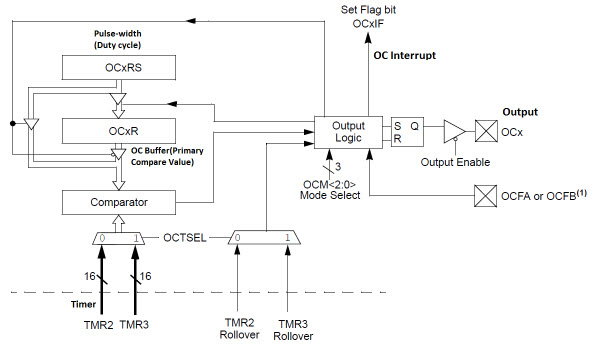 Set Flag bit
OCxIF
Pulse-width
(Duty cycle)
OC Interrupt
OCxRS
OCxR
Output
Logic
S Q
R
Output
OCx
OC Buffer(Primary
Compare Value)
Output Enable
3
OCM<2:0>
Mode Select
OCFA or OCFB(1)
Comparator
0 1
OCTSEL
0 1
16
16
Timer
TMR2
TMR3
TMR2
Rollover
TMR3
Rollover